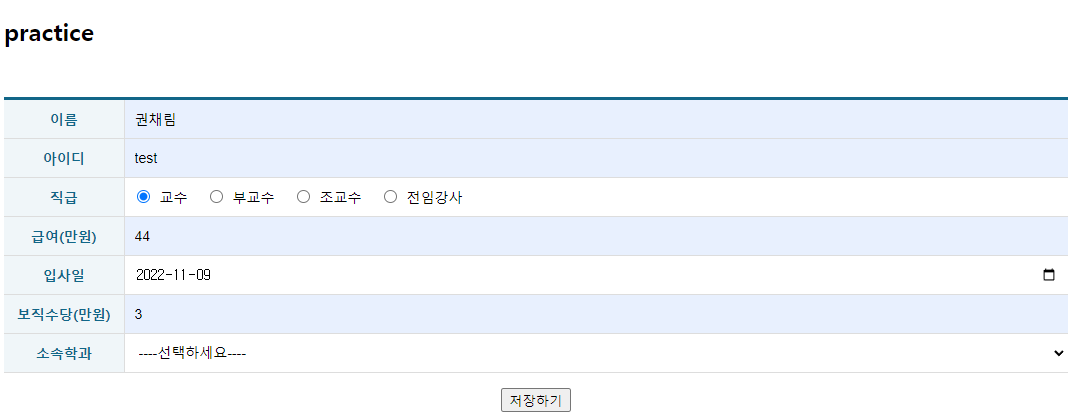 practice
이름 권채림
아이디 test
직급 교수 부교수 조교수 전임강사
급여(만원) 44
입사일 2022-11-09
보직수당(만원) 3
소속학과 ----선택하세요----
저장하기